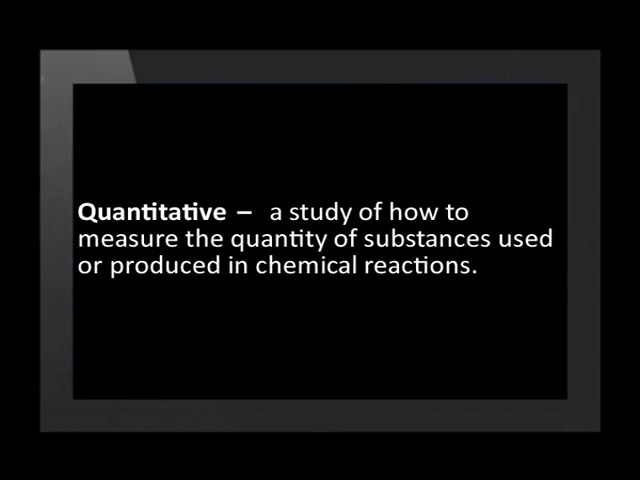 Quantitative – a study of how to
measure the quantity of substances used
or produced in chemical reactions.